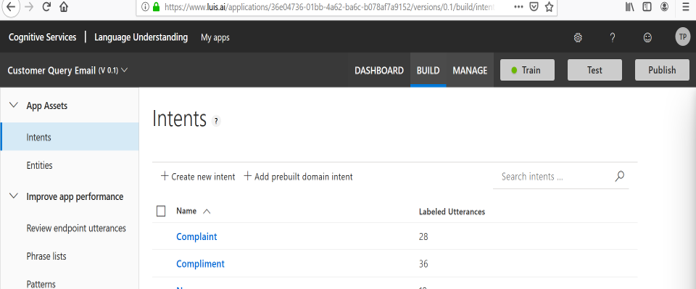 https://www.luis.ai/applications/36e04736-01bb-4a62-ba6c-b078af7a9152/versions/0.1/build/inten
Cognitive Services | Language Understanding My apps ? TP
Customer Query Email (V 0.1) DASHBOARD BUILD MANAGE Train Test Publish
App Assets
Intents
Entities
Improve app performance
Review endpoint utterances
Phrase lists
Patterns
Intents ?
+ Create new intent + Add prebuilt domain intent Search intents ...
Name Labeled Utterances
Complaint 28
Compliment 36